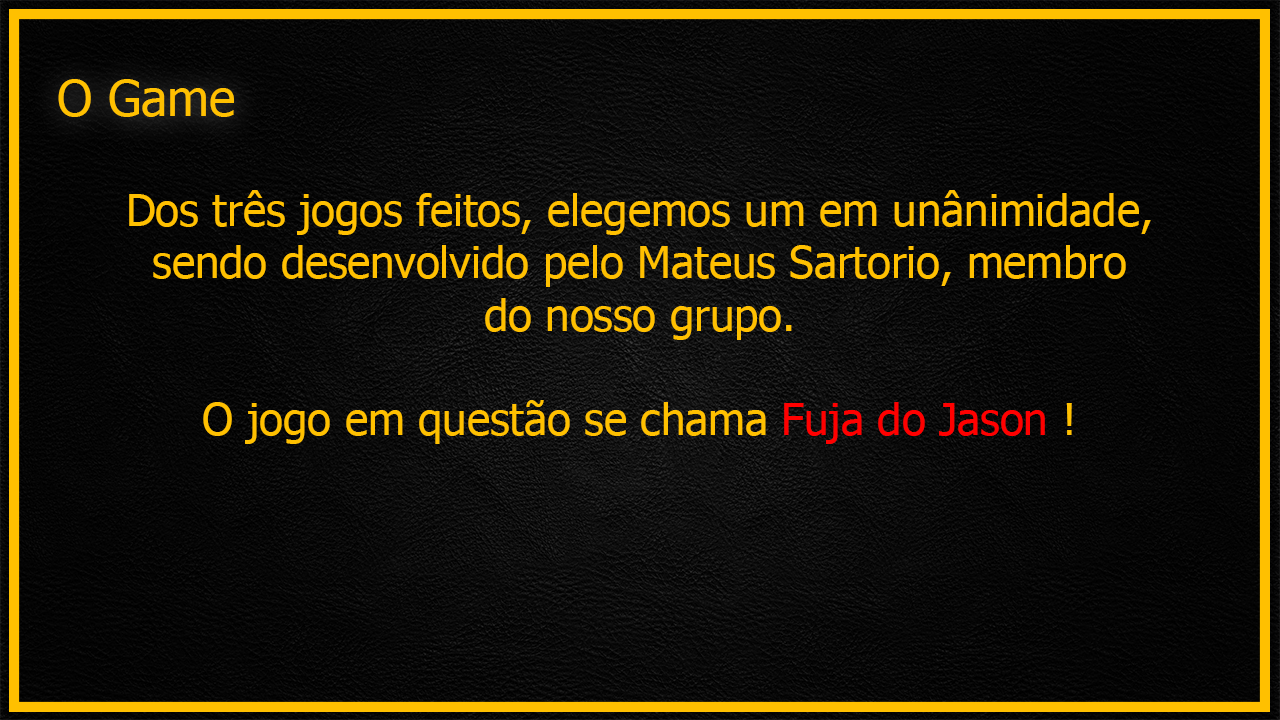 O Game
Dos três jogos feitos, elegemos um em unânimidade,
sendo desenvolvido pelo Mateus Sartorio, membro
do nosso grupo.
O jogo em questão se chama Fuja do Jason !